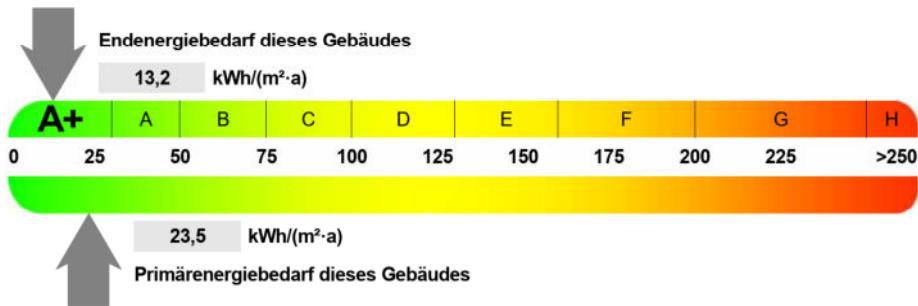 Endenergiebedarf dieses Gebäudes
13,2 kWh/(m²·a)
A+ A B C D E F G H
0 25 50 75 100 125 150 175 200 225 >250
23,5 kWh/(m²·a)
Primärenergiebedarf dieses Gebäudes